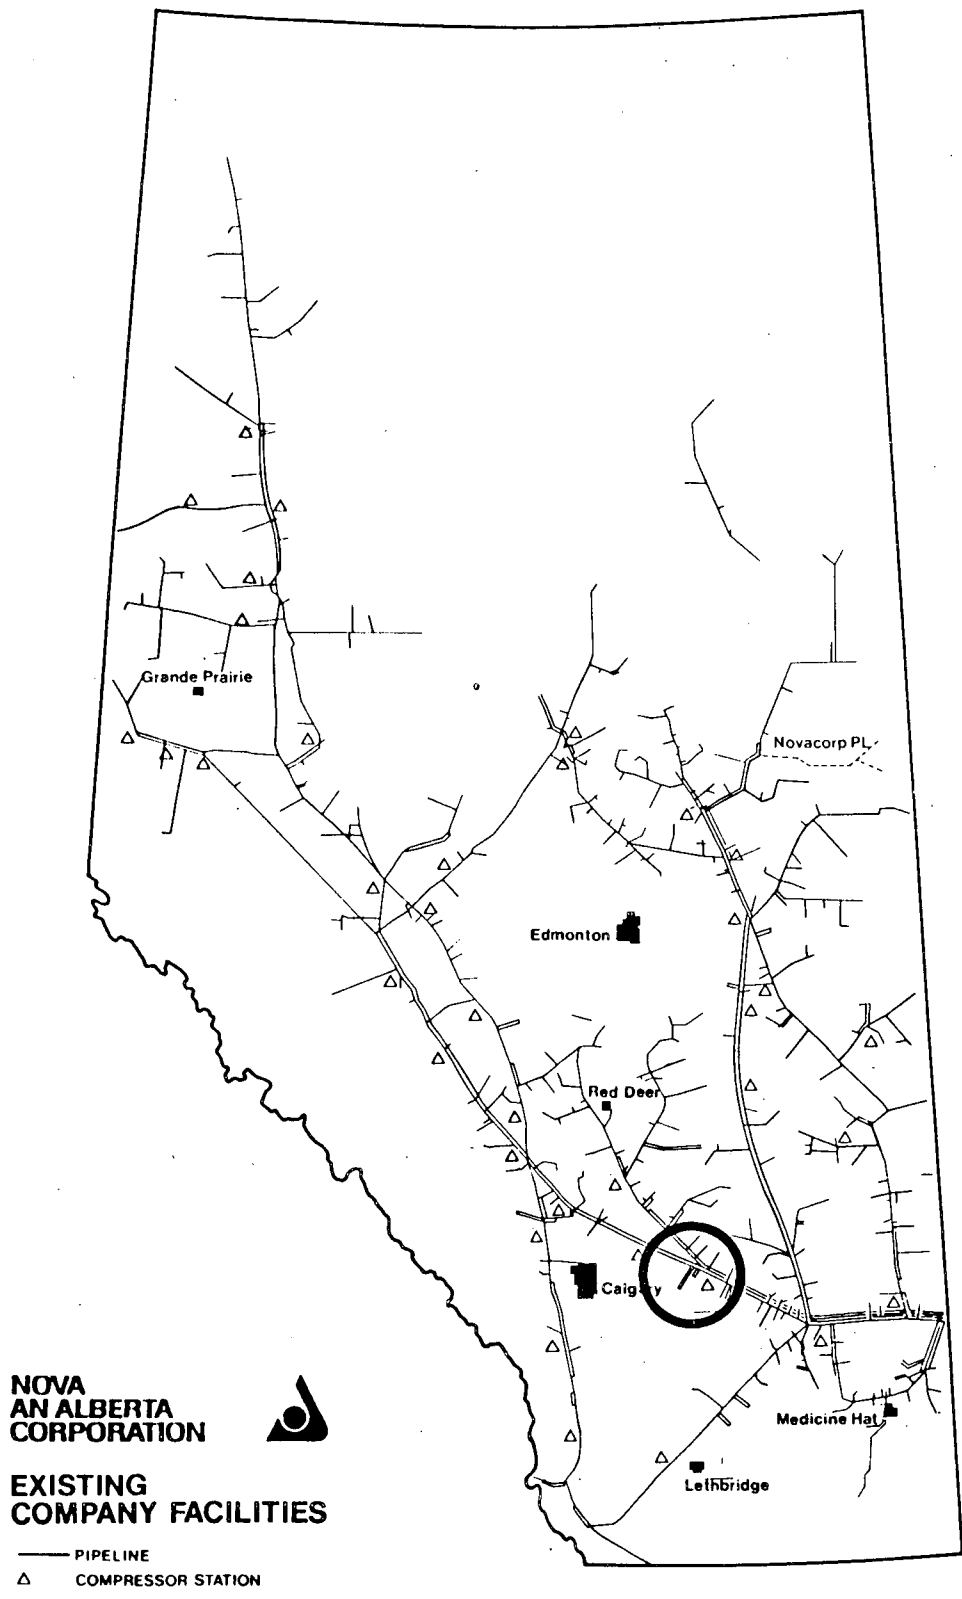 Grande Prairie
Novacorp PL
Edmonton
Red Deer
Calgary
Medicine Hat
Lethbridge
NOVA
AN ALBERTA
CORPORATION
EXISTING
COMPANY FACILITIES
PIPELINE
COMPRESSOR STATION